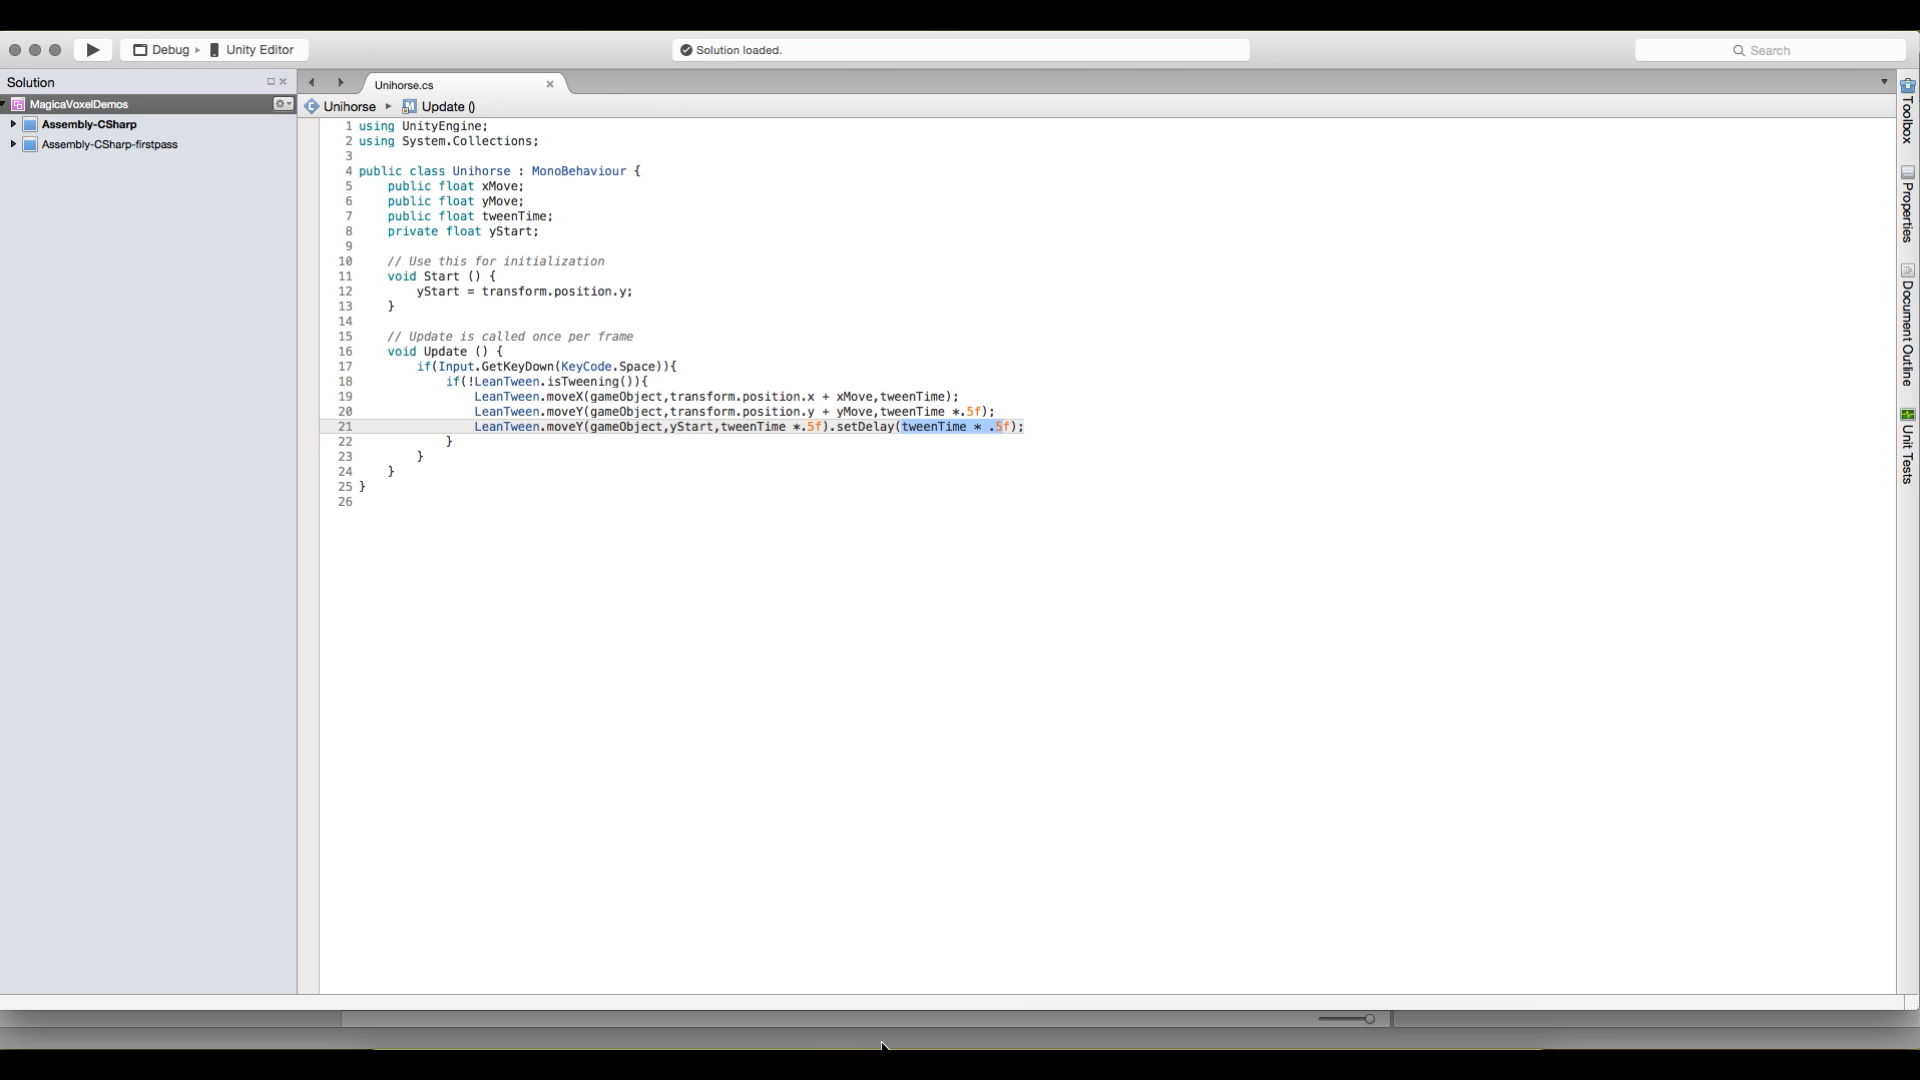 Debug Unity Editor
Solution loaded.
Search
Solution
Unihorse.cs
MagicaVoxelDemos
Unihorse Update ()
Assembly-CSharp
Assembly-CSharp-firstpass
1 using UnityEngine;
2 using System.Collections;
3
4 public class Unihorse : MonoBehaviour {
5 public float xMove;
6 public float yMove;
7 public float tweenTime;
8 private float yStart;
9
10 // Use this for initialization
11 void Start () {
12 yStart = transform.position.y;
13 }
14
15 // Update is called once per frame
16 void Update () {
17 if(Input.GetKeyDown(KeyCode.Space)){
18 if(!LeanTween.isTweening()){
19 LeanTween.moveX(gameObject,transform.position.x + xMove,tweenTime);
20 LeanTween.moveY(gameObject,transform.position.y + yMove,tweenTime *.5f);
21 LeanTween.moveY(gameObject,yStart,tweenTime *.5f).setDelay(tweenTime * .5f);
22 }
23 }
24 }
25 }
26
Toolbox
Properties
Document Outline
Unit Tests